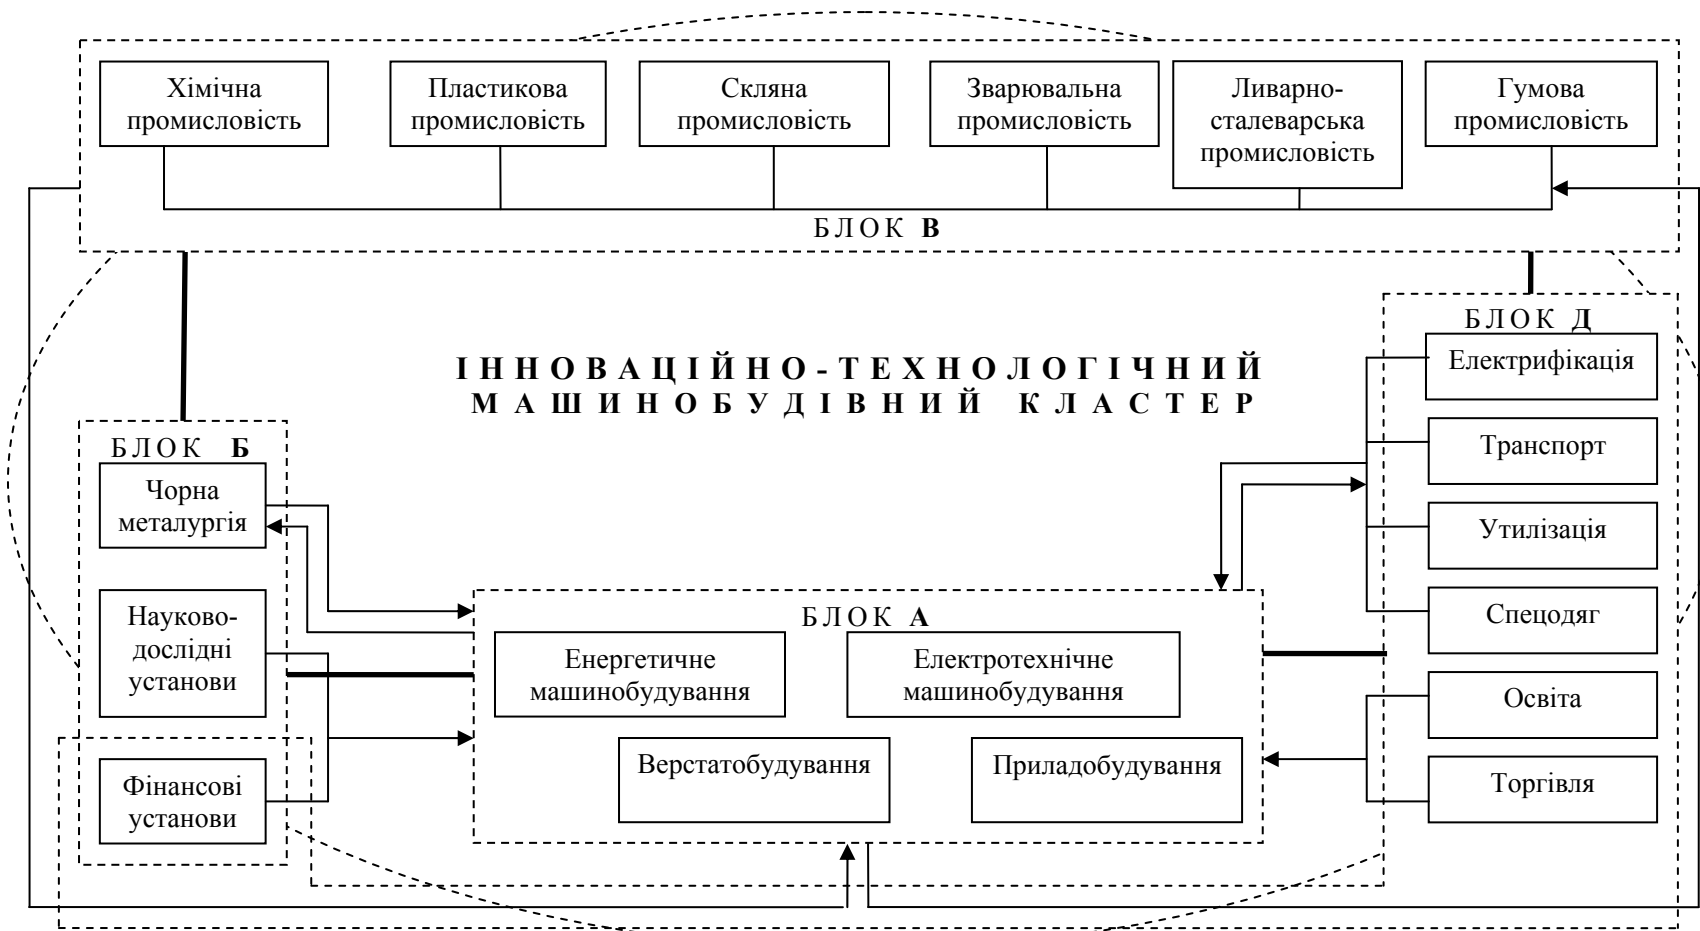 Хімічна
промисловість
Пластикова
промисловість
Скляна
промисловість
Зварювальна
промисловість
Ливарно-
сталеварська
промисловість
Гумова
промисловість
БЛОК В
ІННОВАЦІЙНО-ТЕХНОЛОГІЧНИЙ
МАШИНОБУДІВНИЙ КЛАСТЕР
БЛОК Б
Чорна
металургія
Науково-
дослідні
установи
Фінансові
установи
БЛОК А
Енергетичне
машинобудування
Електротехнічне
машинобудування
Верстатобудування
Приладобудування
БЛОК Д
Електрифікація
Транспорт
Утилізація
Спецодяг
Освіта
Торгівля